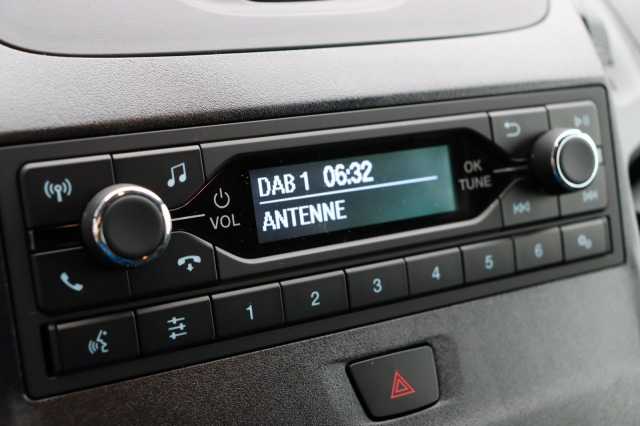 DAB 1 06:32
ANTENNE
VOL
OK
TUNE
1 2 3 4 5 6